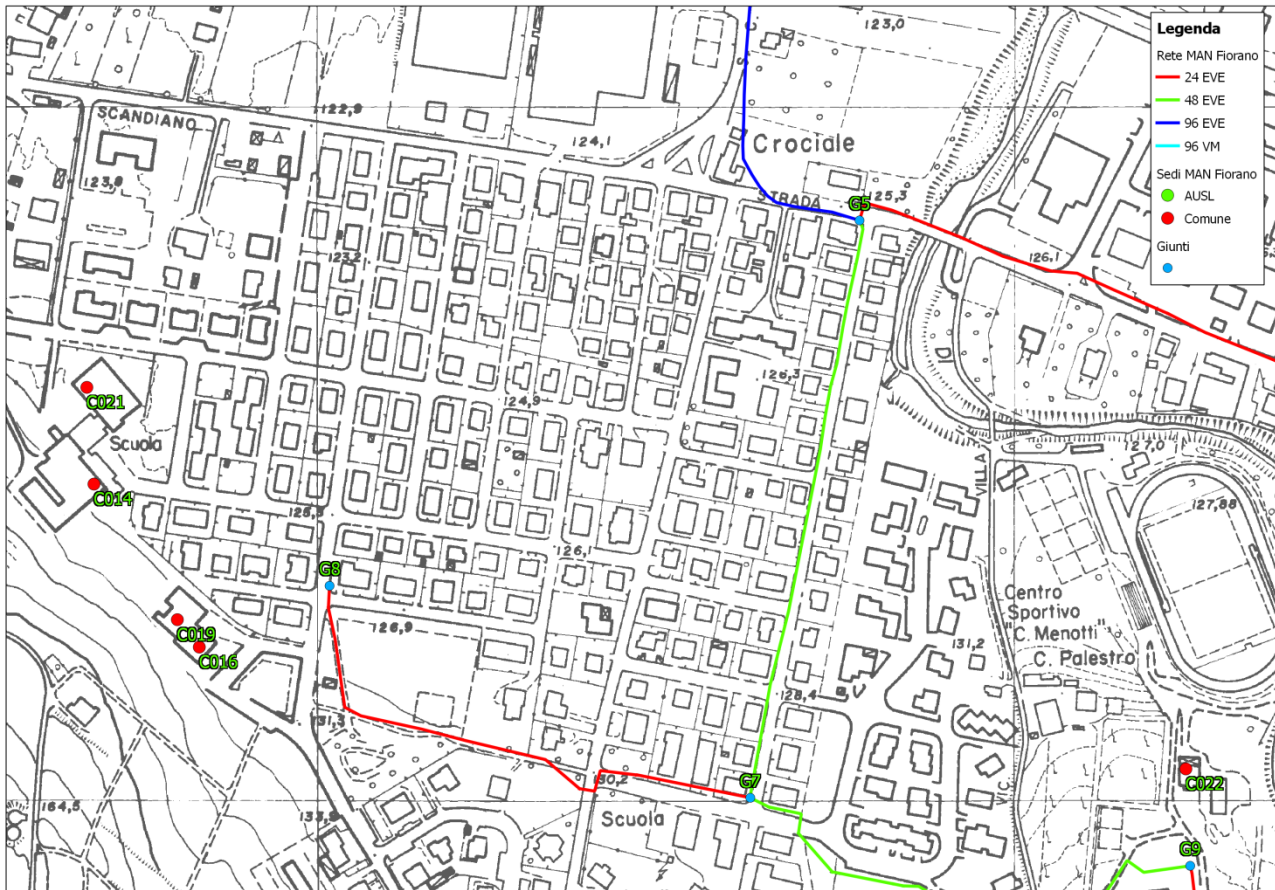 Legenda
Rete MAN Fiorano
24 EVE
48 EVE
96 EVE
96 VM
Sedi MAN Fiorano
AUSL
Comune
Giunti
123,0
122,9
SCANDIANO
124,1
Crociale
123,8
STRADA
G5
125,3
123,2
126,1
126,3
C021
124,9
Scuola
127,0
VILLA
C014
127,88
125,5
126,1
G8
Centro
Sportivo
"C. Menotti"
C. Palestro
C019
126,9
131,2
C016
128,4
131,3
130,2
G7
C022
VIC.
164,5
133,9
Scuola
G9